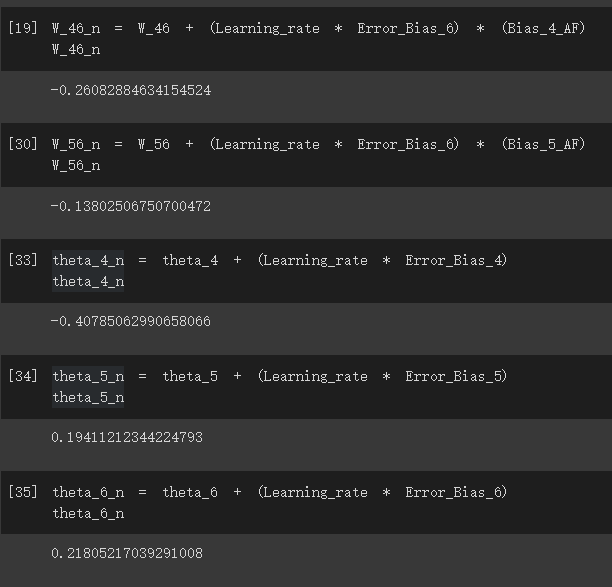 [19] W_46_n = W_46 + (Learning_rate * Error_Bias_6) * (Bias_4_AF)
W_46_n
-0.26082884634154524
[30] W_56_n = W_56 + (Learning_rate * Error_Bias_6) * (Bias_5_AF)
W_56_n
-0.13802506750700472
[33] theta_4_n = theta_4 + (Learning_rate * Error_Bias_4)
theta_4_n
-0.40785062990658066
[34] theta_5_n = theta_5 + (Learning_rate * Error_Bias_5)
theta_5_n
0.19411212344224793
[35] theta_6_n = theta_6 + (Learning_rate * Error_Bias_6)
theta_6_n
0.21805217039291008